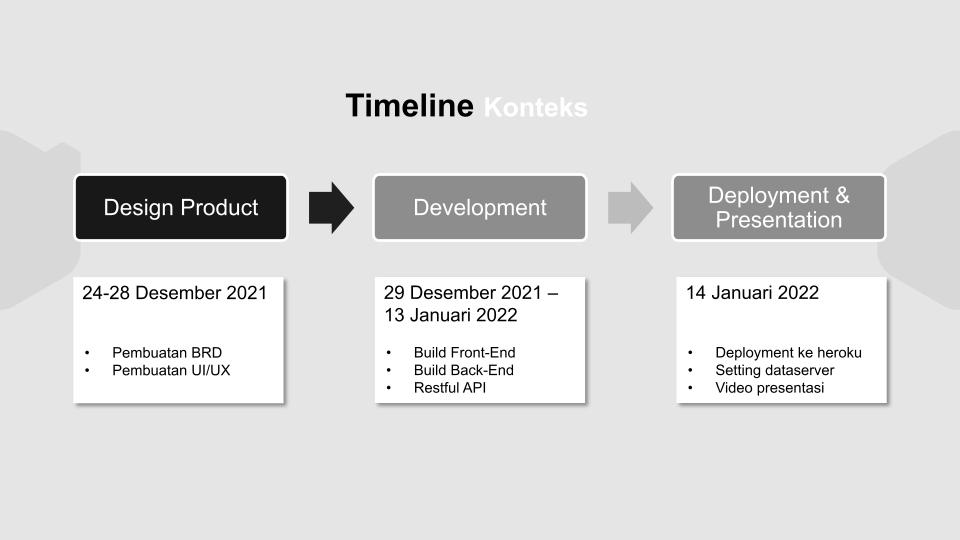 Timeline Konteks
Design Product
Development
Deployment &
Presentation
24-28 Desember 2021
• Pembuatan BRD
• Pembuatan UI/UX
29 Desember 2021 –
13 Januari 2022
• Build Front-End
• Build Back-End
• Restful API
14 Januari 2022
• Deployment ke heroku
• Setting dataserver
• Video presentasi